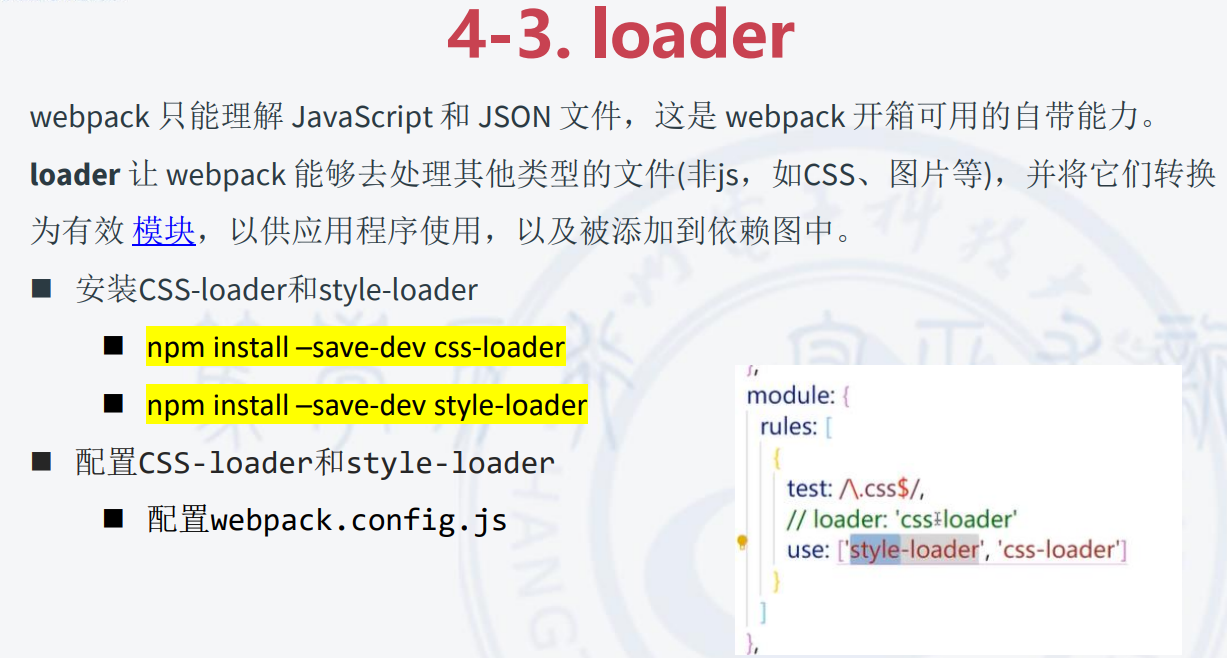 4-3. loader
webpack 只能理解 JavaScript 和 JSON 文件，这是 webpack 开箱可用的自带能力。
loader 让 webpack 能够去处理其他类型的文件(非js，如CSS、图片等)，并将它们转换
为有效 模块，以供应用程序使用，以及被添加到依赖图中。
■ 安装CSS-loader和style-loader
■ npm install –save-dev css-loader
■ npm install –save-dev style-loader
■ 配置CSS-loader和style-loader
■ 配置webpack.config.js
},
module: {
rules: [
{
test: /\.css$/,
// loader: 'css-loader'
use: ['style-loader', 'css-loader']
}
]
},